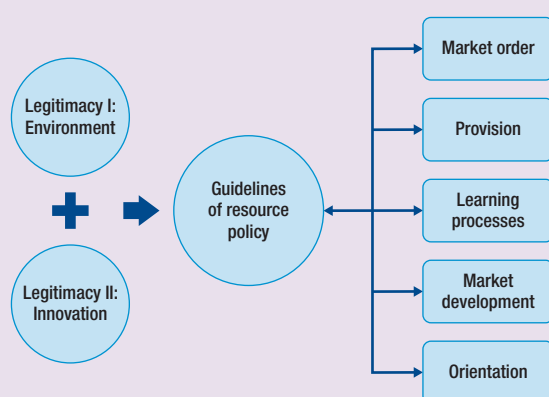 Legitimacy I:
Environment
Legitimacy II:
Innovation
Guidelines
of resource
policy
Market order
Provision
Learning
processes
Market
development
Orientation